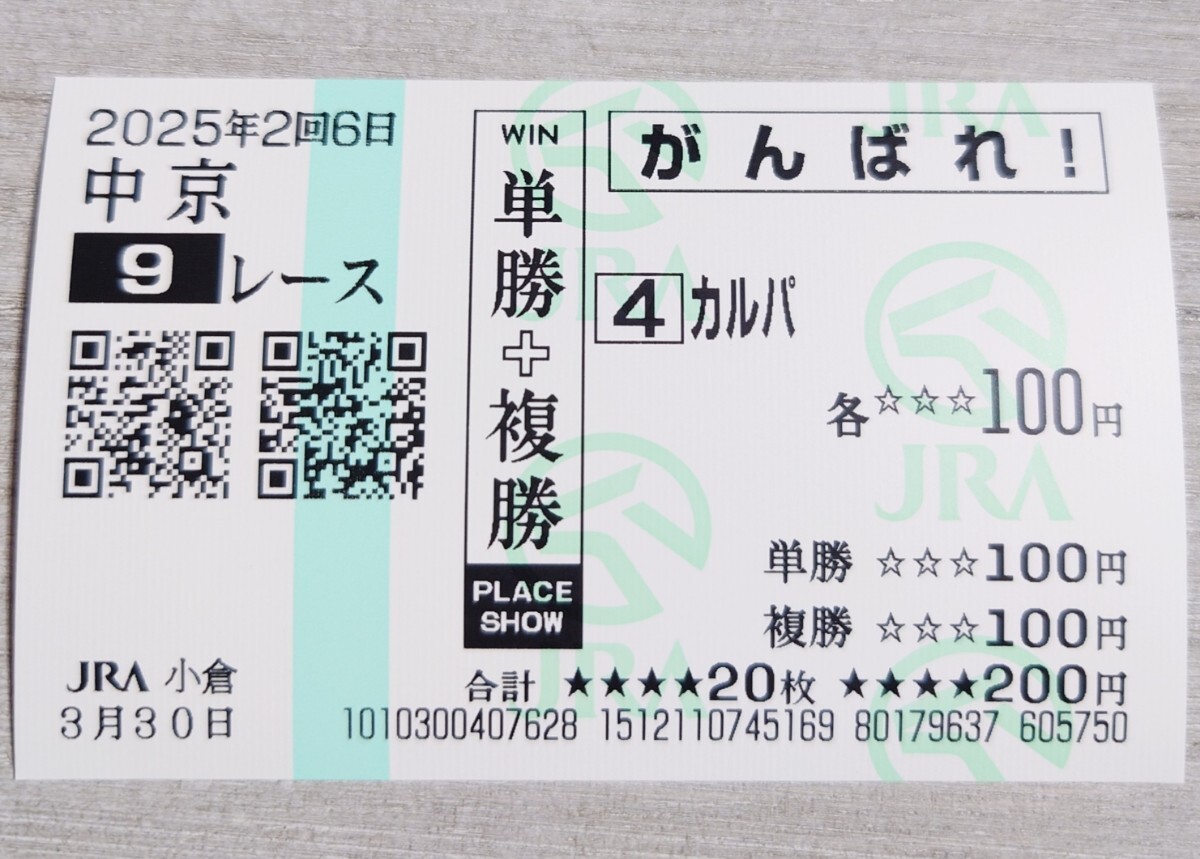 2025年2回6日
中京
9レース
JRA 小倉
3月30日
WIN
単勝+複勝
PLACE
SHOW
がんばれ!
4 カルパ
各☆☆☆100円
単勝 ☆☆☆100円
複勝 ☆☆☆100円
合計 ★★★★20枚 ★★★★200円
1010300407628 1512110745169 80179637 605750
JRA
JRA
JRA
JRA